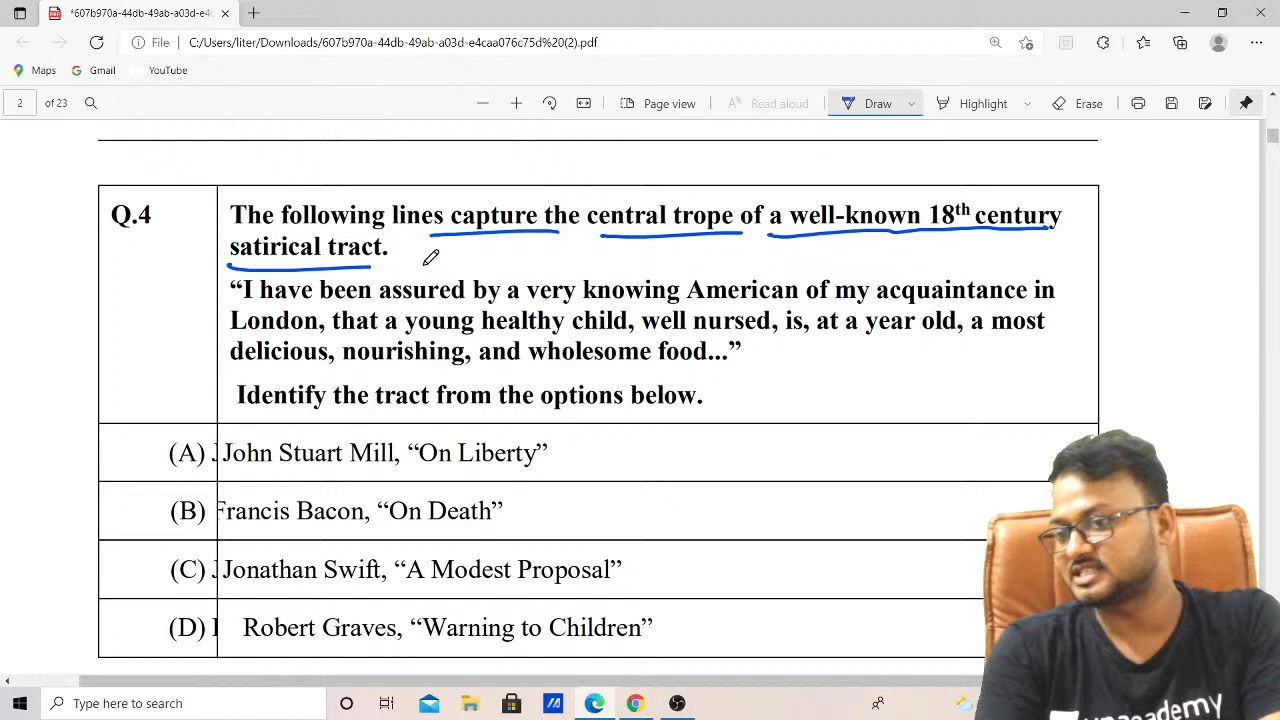 *607b970a-44db-49ab-a03d-e4c
File
C:/Users/liter/Downloads/607b970a-44db-49ab-a03d-e4caa076c75d%20(2).pdf
Maps
Gmail
YouTube
2
of 23
Page view
Read aloud
Draw
Highlight
Erase
Q.4
The following lines capture the central trope of a well-known 18th century
satirical tract.
“I have been assured by a very knowing American of my acquaintance in
London, that a young healthy child, well nursed, is, at a year old, a most
delicious, nourishing, and wholesome food...”
Identify the tract from the options below.
(A) John Stuart Mill, “On Liberty”
(B) Francis Bacon, “On Death”
(C) Jonathan Swift, “A Modest Proposal”
(D) Robert Graves, “Warning to Children”
Type here to search
unacademy